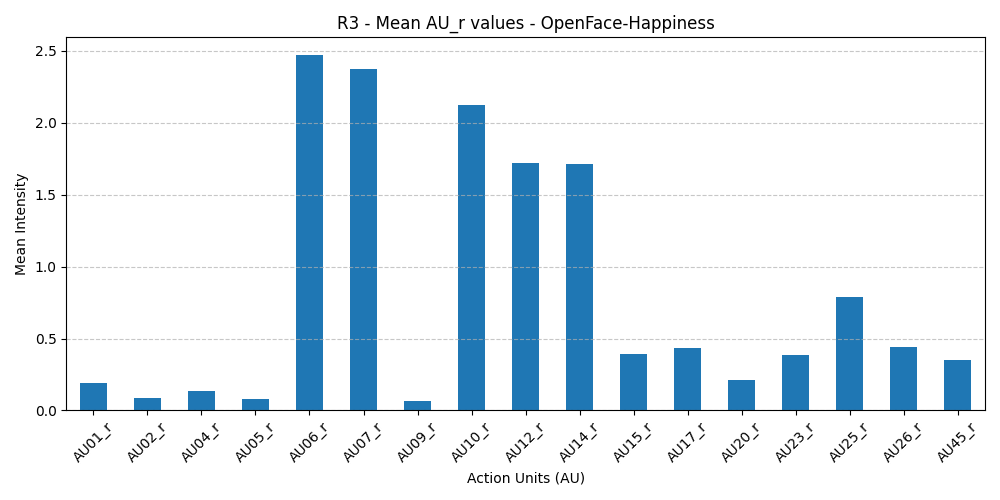 R3 - Mean AU_r values - OpenFace-Happiness
2.5
2.0
1.5
1.0
0.5
0.0
Mean Intensity
AU01_r
AU02_r
AU04_r
AU05_r
AU06_r
AU07_r
AU09_r
AU10_r
AU12_r
AU14_r
AU15_r
AU17_r
AU20_r
AU23_r
AU25_r
AU26_r
AU45_r
Action Units (AU)